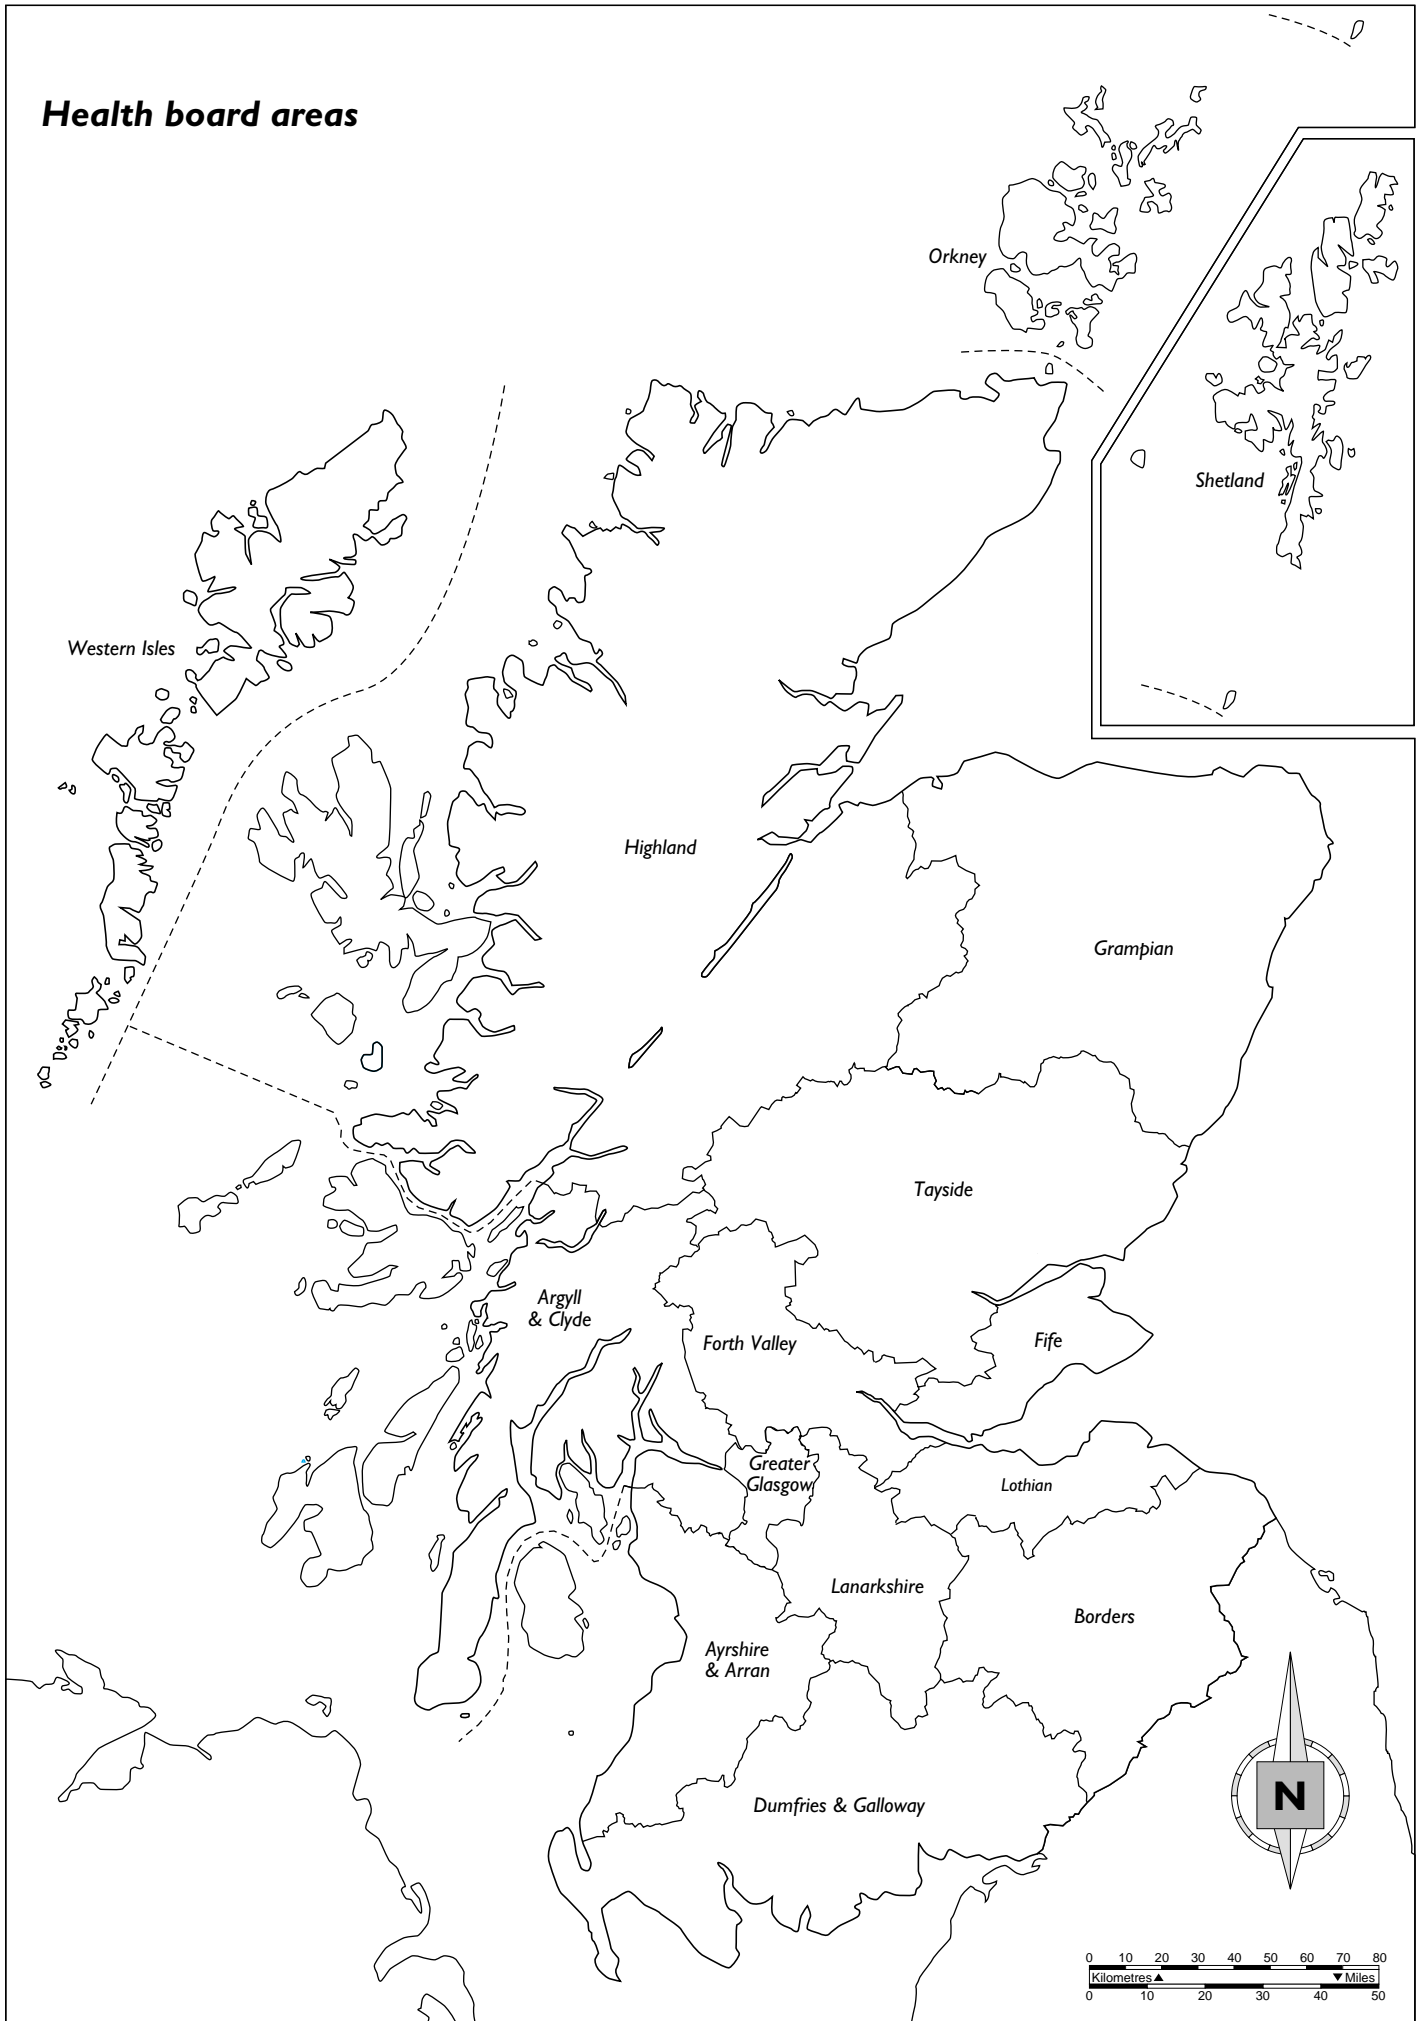 Health board areas
Orkney
Shetland
Western Isles
Highland
Grampian
Tayside
Argyll
& Clyde
Forth Valley
Fife
Greater
Glasgow
Lothian
Lanarkshire
Borders
Ayrshire
& Arran
Dumfries & Galloway
N
0 10 20 30 40 50 60 70 80
Kilometres Miles
0 10 20 30 40 50